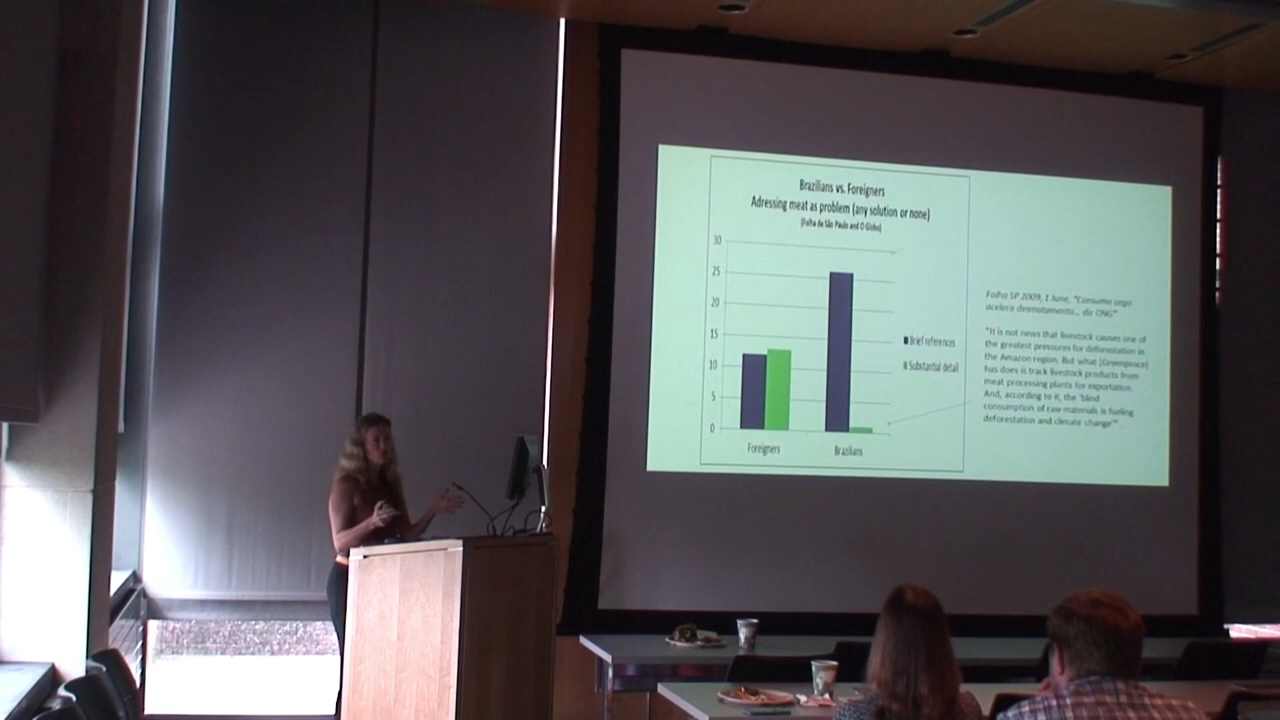 Brazilians vs. Foreigners
Adressing meat as problem (any solution or none)
(Folha de São Paulo and O Globo)
30
25
20
15
10
5
0
Foreigners
Brazilians
Brief references
Substantial detail
Folha SP 2009, 1 June, "Consumo cego
acelera desmatamento... diz ONG"
"It is not news that livestock causes one of
the greatest pressures for deforestation in
the Amazon region. But what [Greenpeace]
has does is track livestock products from
meat processing plants for exportation.
And, according to it, the 'blind
consumption of raw materials is fueling
deforestation and climate change'".